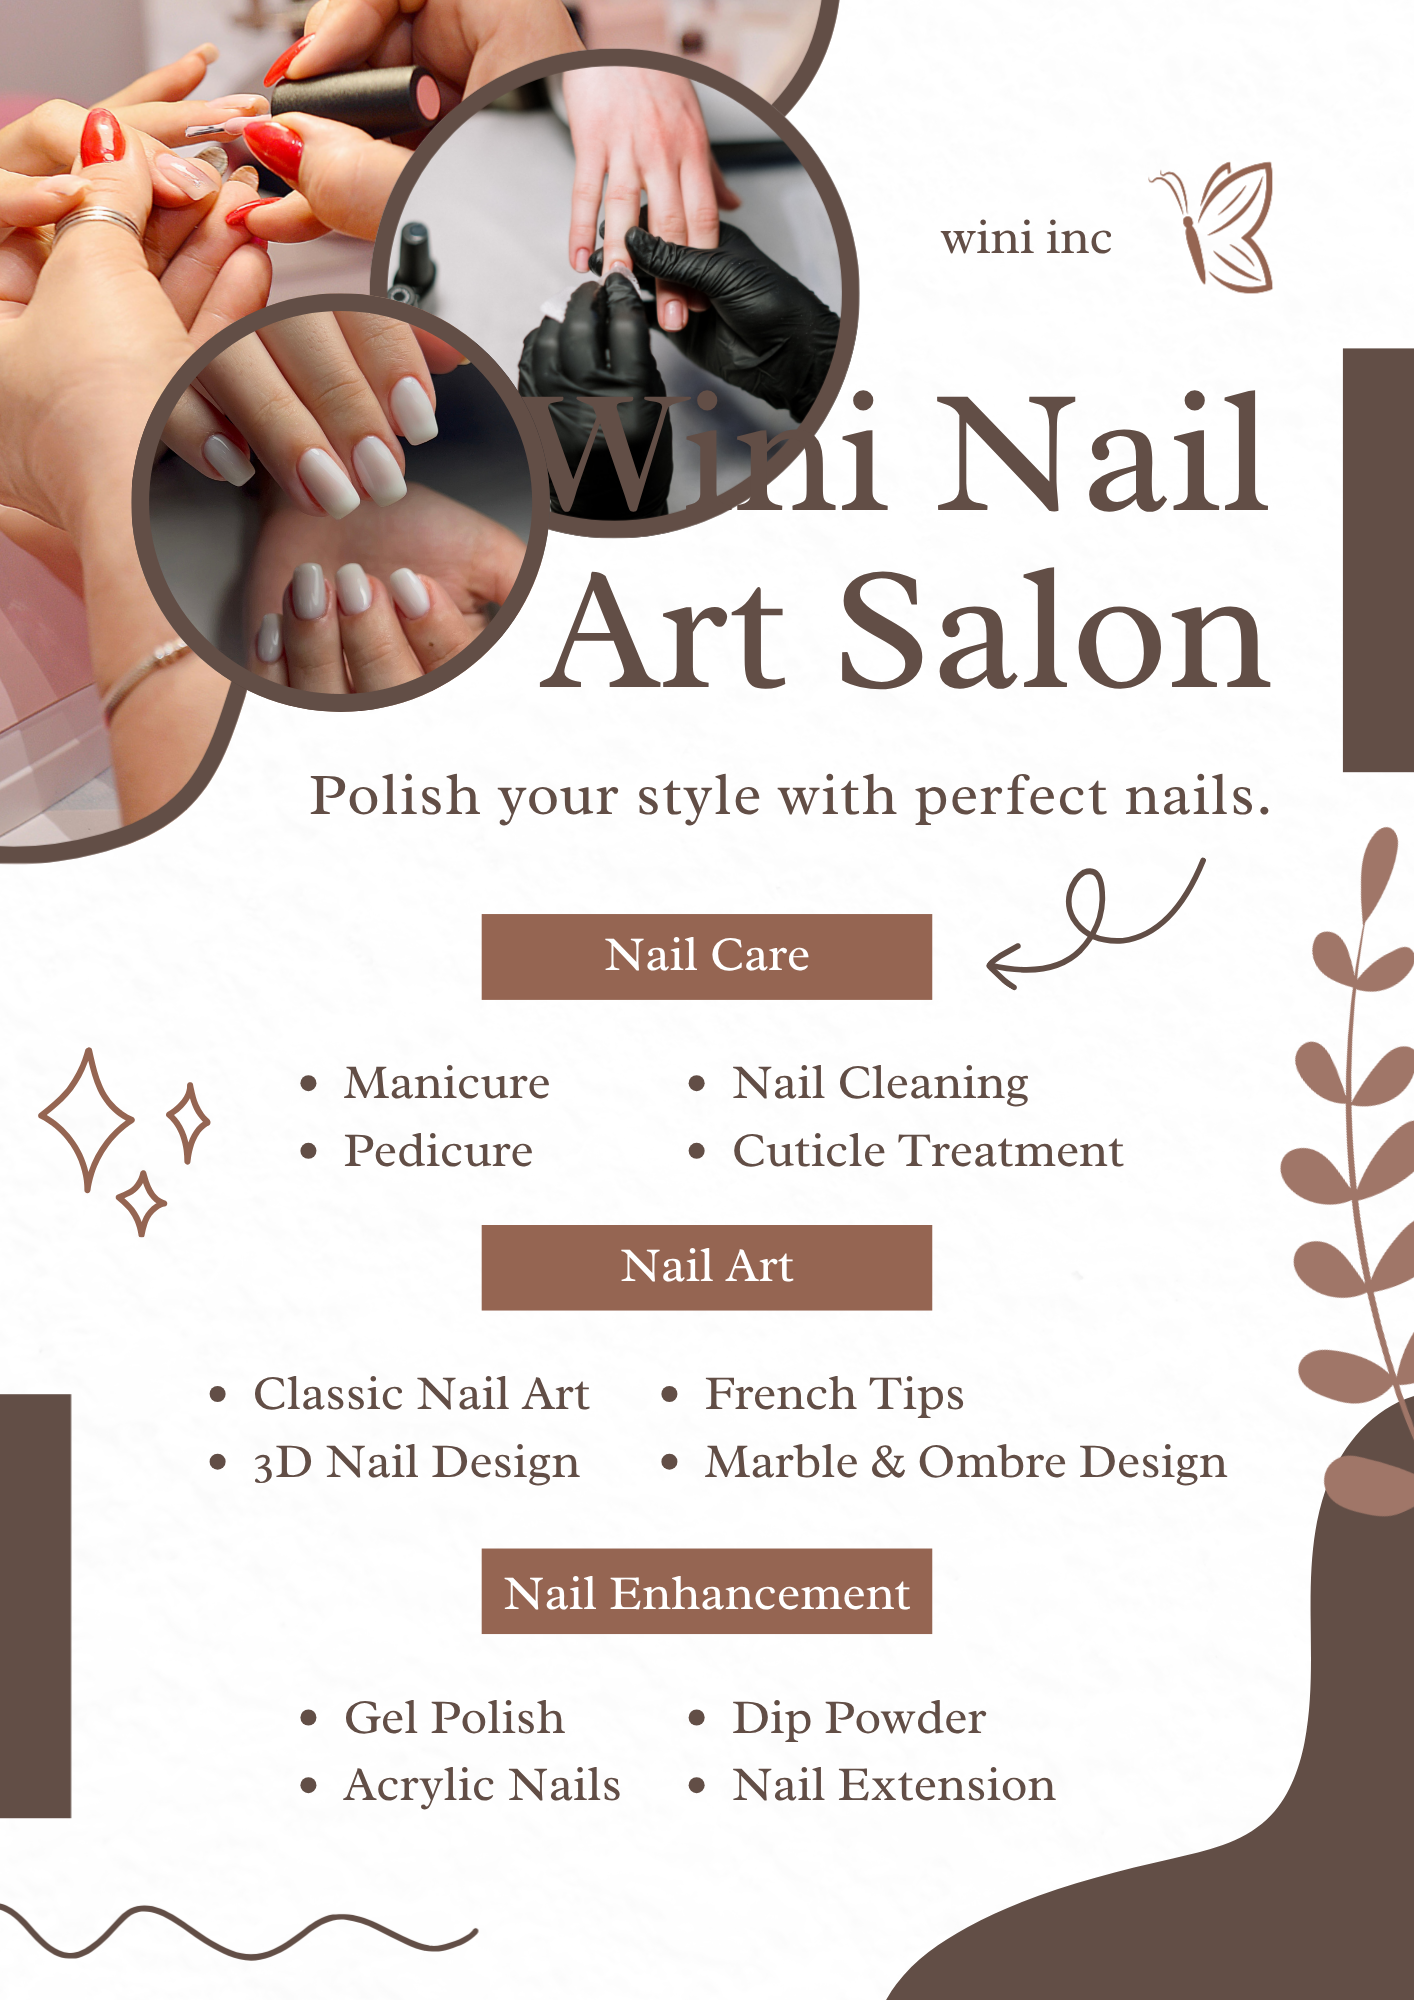 wini inc
Wini Nail
Art Salon
Polish your style with perfect nails.
Nail Care
• Manicure
• Pedicure
• Nail Cleaning
• Cuticle Treatment
Nail Art
• Classic Nail Art
• 3D Nail Design
• French Tips
• Marble & Ombre Design
Nail Enhancement
• Gel Polish
• Acrylic Nails
• Dip Powder
• Nail Extension